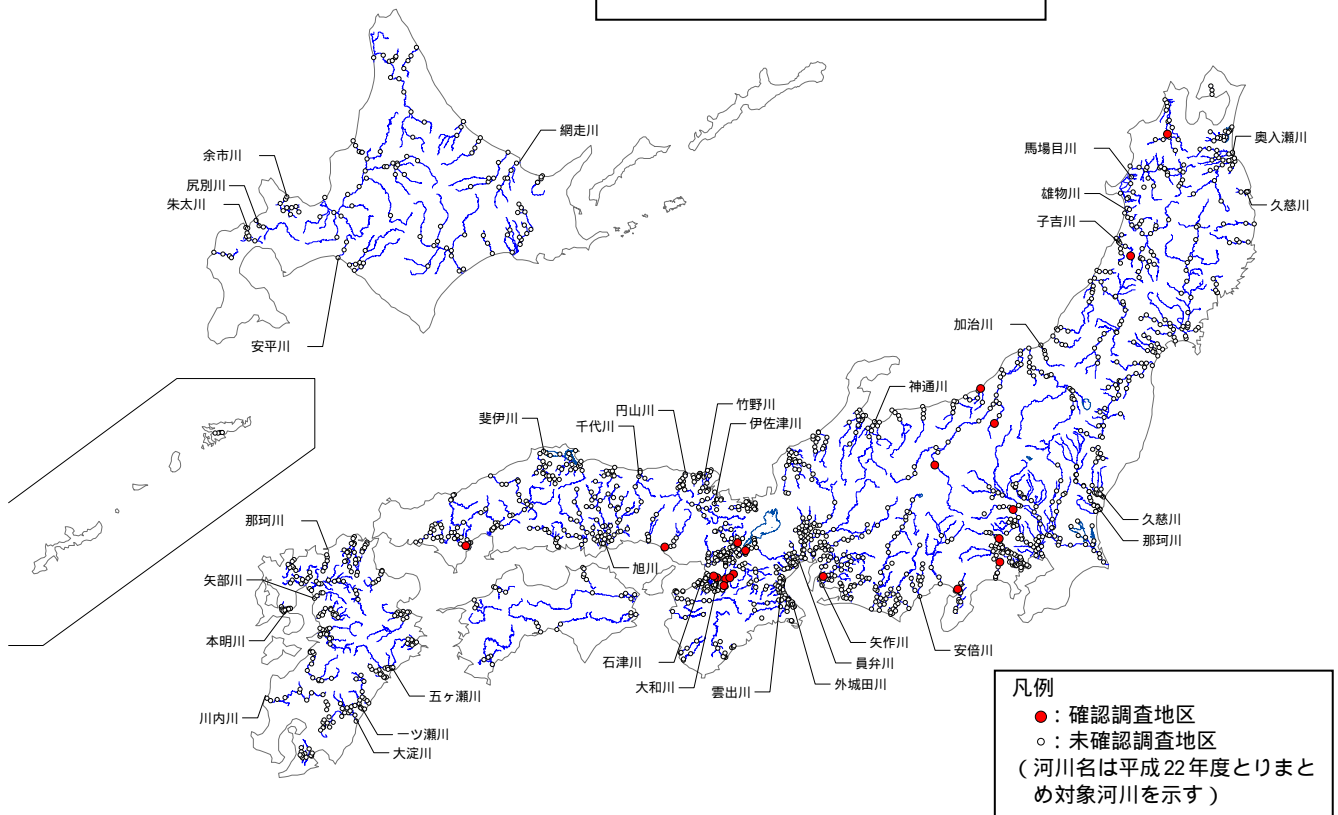 網走川
余市川
尻別川
朱太川
安平川
馬場目川
奥入瀬川
雄物川
久慈川
子吉川
加治川
神通川
竹野川
円山川
伊佐津川
斐伊川
千代川
那珂川
矢部川
本明川
旭川
久慈川
那珂川
石津川
大和川
雲出川
外城田川
員弁川
矢作川
安倍川
五ヶ瀬川
川内川
一ツ瀬川
大淀川
凡例
●:確認調査地区
○:未確認調査地区
(河川名は平成22年度とりまと
め対象河川を示す)